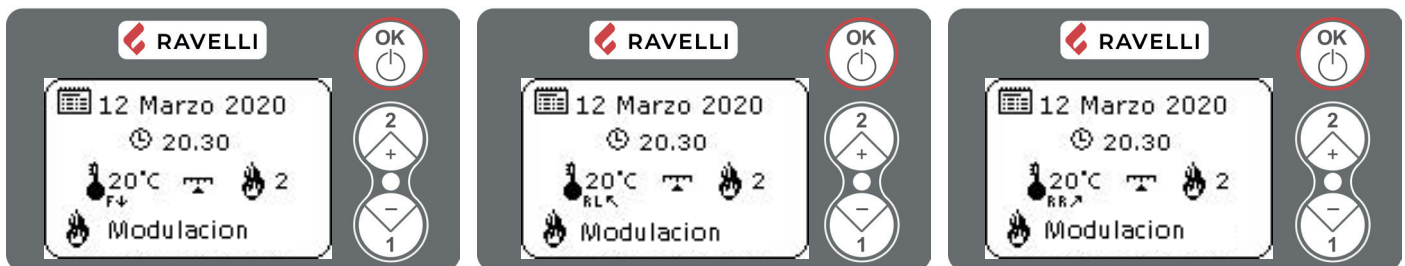 RAVELLI
OK
12 Marzo 2020
20.30
20°C 2
F↓
Modulacion
2
+
−
1
RAVELLI
OK
12 Marzo 2020
20.30
20°C 2
RL↖
Modulacion
2
+
−
1
RAVELLI
OK
12 Marzo 2020
20.30
20°C 2
RR↗
Modulacion
2
+
−
1